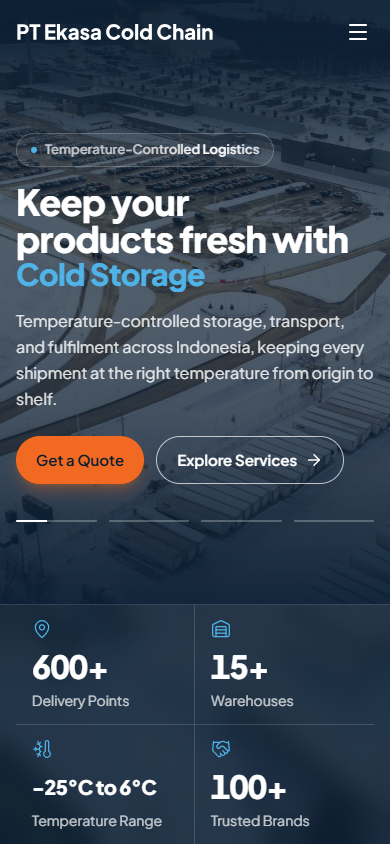 PT Ekasa Cold Chain
Temperature-Controlled Logistics
Keep your
products fresh with
Cold Storage
Temperature-controlled storage, transport,
and fulfilment across Indonesia, keeping every
shipment at the right temperature from origin to
shelf.
Get a Quote
Explore Services
600+
Delivery Points
15+
Warehouses
-25°C to 6°C
Temperature Range
100+
Trusted Brands